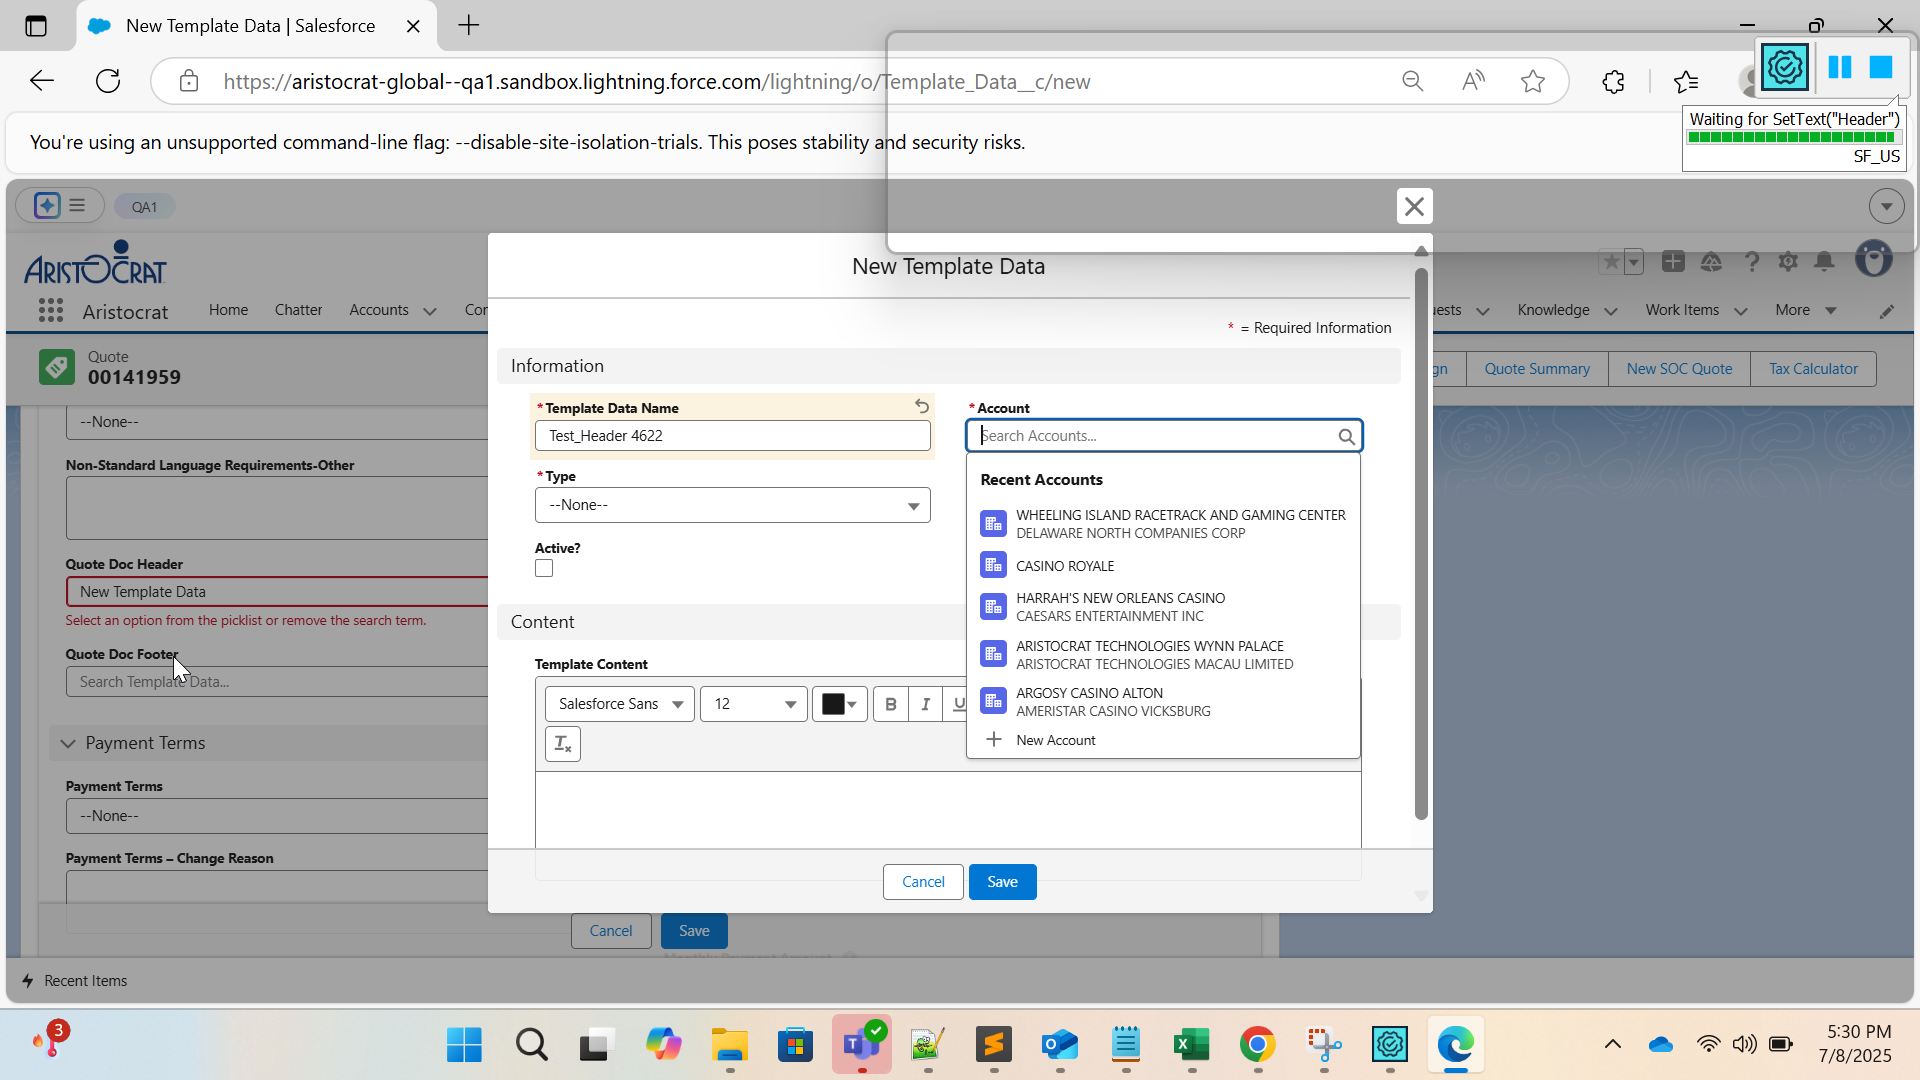 New Template Data | Salesforce
https://aristocrat-global--qa1.sandbox.lightning.force.com/lightning/o/Template_Data__c/new
You're using an unsupported command-line flag: --disable-site-isolation-trials. This poses stability and security risks.
Waiting for SetText("Header")
SF_US
QA1
ARISTOCRAT
New Template Data
Aristocrat
Home
Chatter
Accounts
Knowledge
Work Items
More
* = Required Information
Quote
00141959
Quote Summary
New SOC Quote
Tax Calculator
Information
*Template Data Name
Test_Header 4622
*Account
Search Accounts...
--None--
Non-Standard Language Requirements-Other
*Type
--None--
Recent Accounts
WHEELING ISLAND RACETRACK AND GAMING CENTER
DELAWARE NORTH COMPANIES CORP
CASINO ROYALE
HARRAH'S NEW ORLEANS CASINO
CAESARS ENTERTAINMENT INC
ARISTOCRAT TECHNOLOGIES WYNN PALACE
ARISTOCRAT TECHNOLOGIES MACAU LIMITED
ARGOSY CASINO ALTON
AMERISTAR CASINO VICKSBURG
New Account
Active?
Quote Doc Header
New Template Data
Select an option from the picklist or remove the search term.
Quote Doc Footer
Search Template Data...
Content
Template Content
Salesforce Sans
12
B
I
U
Payment Terms
Payment Terms
--None--
Payment Terms – Change Reason
Cancel
Save
Cancel
Save
Recent Items
3
5:30 PM
7/8/2025